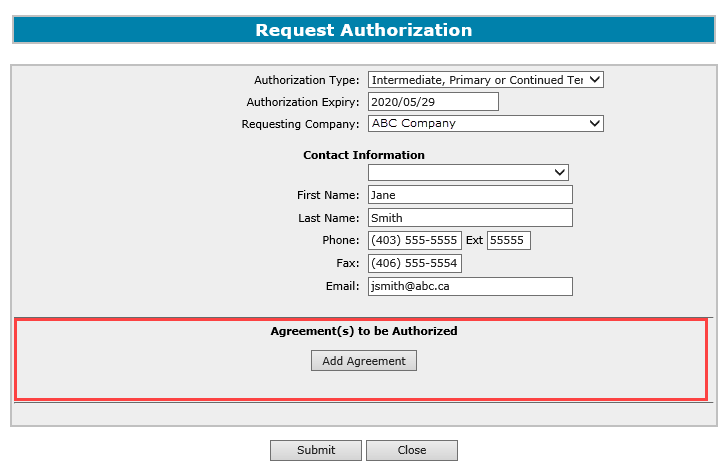 Request Authorization
Authorization Type: Intermediate, Primary or Continued Ter
Authorization Expiry: 2020/05/29
Requesting Company: ABC Company
Contact Information
First Name: Jane
Last Name: Smith
Phone: (403) 555-5555 Ext 55555
Fax: (406) 555-5554
Email: jsmith@abc.ca
Agreement(s) to be Authorized
Add Agreement
Submit Close